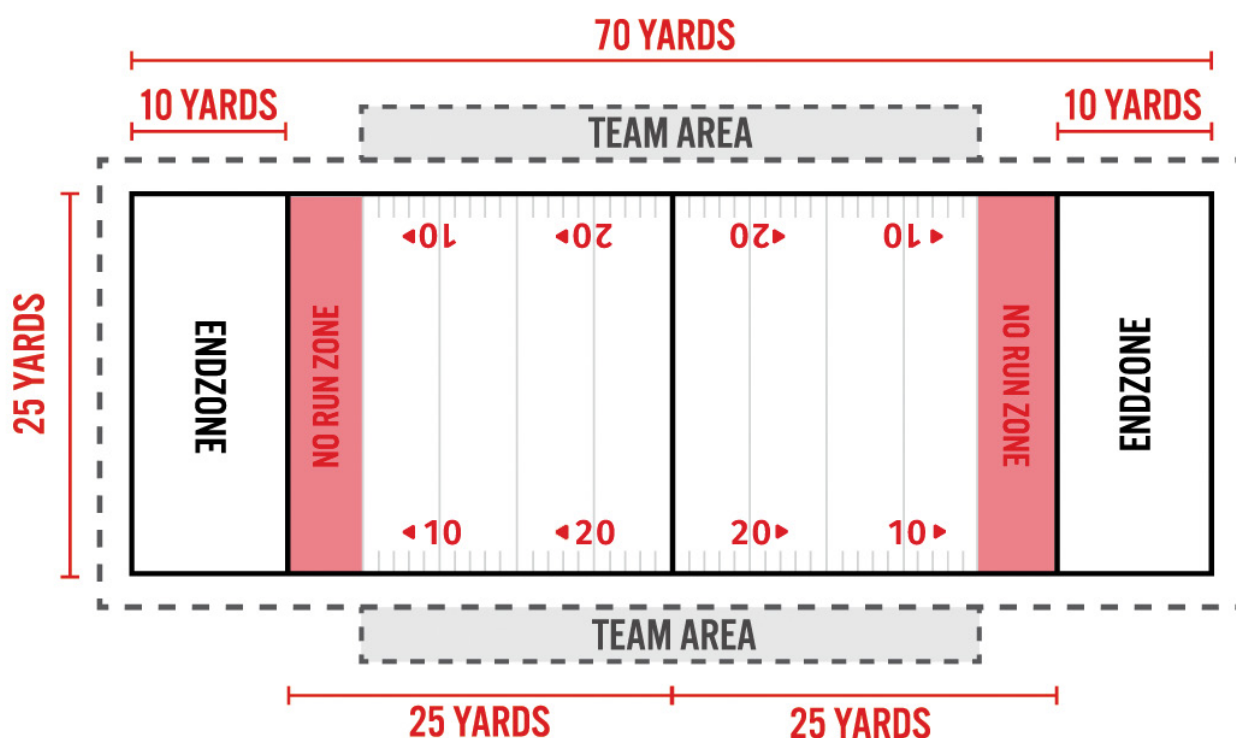 70 YARDS
10 YARDS
10 YARDS
TEAM AREA
10
20
20
10
25 YARDS
ENDZONE
NO RUN ZONE
NO RUN ZONE
ENDZONE
10
20
20
10
TEAM AREA
25 YARDS
25 YARDS